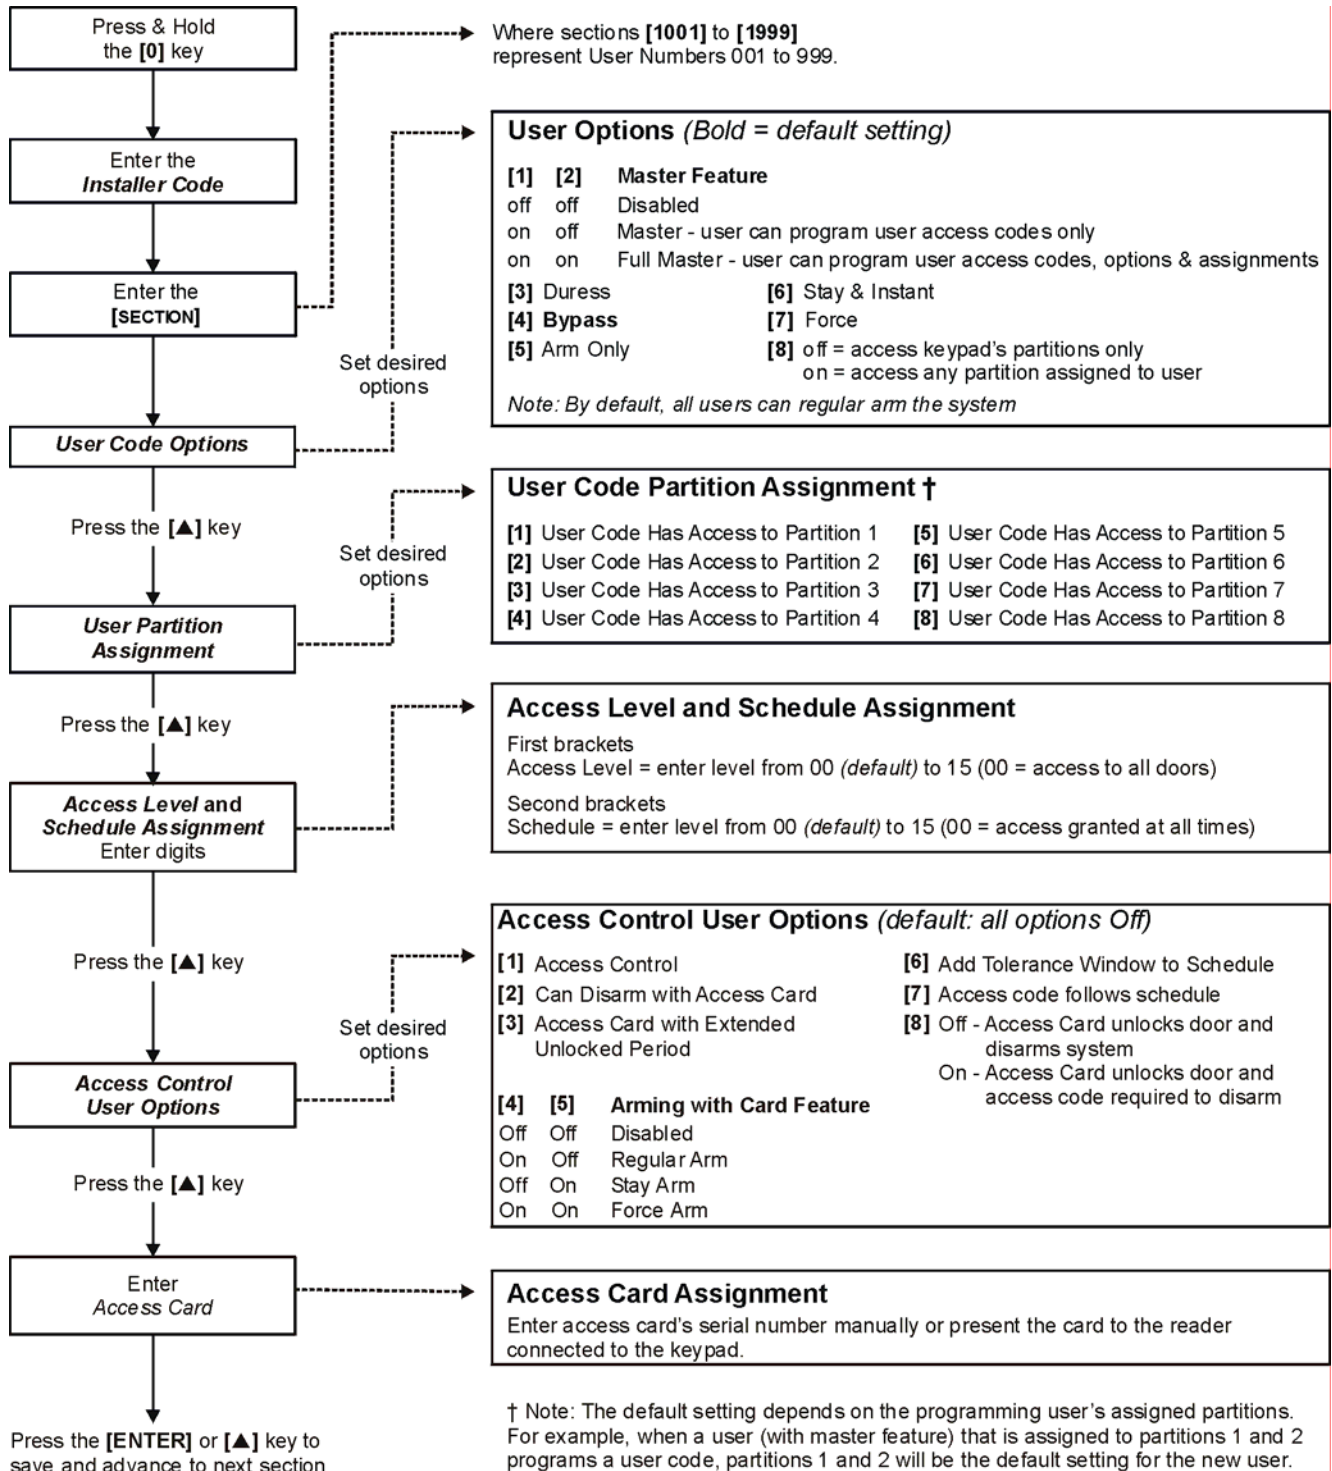 Press & Hold
the [0] key
Where sections [1001] to [1999]
represent User Numbers 001 to 999.
Enter the
Installer Code
User Options (Bold = default setting)
[1] [2] Master Feature
off off Disabled
on off Master - user can program user access codes only
on on Full Master - user can program user access codes, options & assignments
[3] Duress [6] Stay & Instant
[4] Bypass [7] Force
[5] Arm Only [8] off = access keypad's partitions only
on = access any partition assigned to user
Note: By default, all users can regular arm the system
Enter the
[SECTION]
Set desired
options
User Code Options
Press the [▲] key
User Code Partition Assignment †
[1] User Code Has Access to Partition 1 [5] User Code Has Access to Partition 5
[2] User Code Has Access to Partition 2 [6] User Code Has Access to Partition 6
[3] User Code Has Access to Partition 3 [7] User Code Has Access to Partition 7
[4] User Code Has Access to Partition 4 [8] User Code Has Access to Partition 8
Set desired
options
User Partition
Assignment
Press the [▲] key
Access Level and Schedule Assignment
First brackets
Access Level = enter level from 00 (default) to 15 (00 = access to all doors)
Second brackets
Schedule = enter level from 00 (default) to 15 (00 = access granted at all times)
Access Level and
Schedule Assignment
Enter digits
Press the [▲] key
Access Control User Options (default: all options Off)
[1] Access Control [6] Add Tolerance Window to Schedule
[2] Can Disarm with Access Card [7] Access code follows schedule
[3] Access Card with Extended [8] Off - Access Card unlocks door and
Unlocked Period disarms system
On - Access Card unlocks door and
access code required to disarm
[4] [5] Arming with Card Feature
Off Off Disabled
On Off Regular Arm
Off On Stay Arm
On On Force Arm
Set desired
options
Access Control
User Options
Press the [▲] key
Enter
Access Card
Access Card Assignment
Enter access card's serial number manually or present the card to the reader
connected to the keypad.
Press the [ENTER] or [▲] key to
save and advance to next section
† Note: The default setting depends on the programming user's assigned partitions.
For example, when a user (with master feature) that is assigned to partitions 1 and 2
programs a user code, partitions 1 and 2 will be the default setting for the new user.